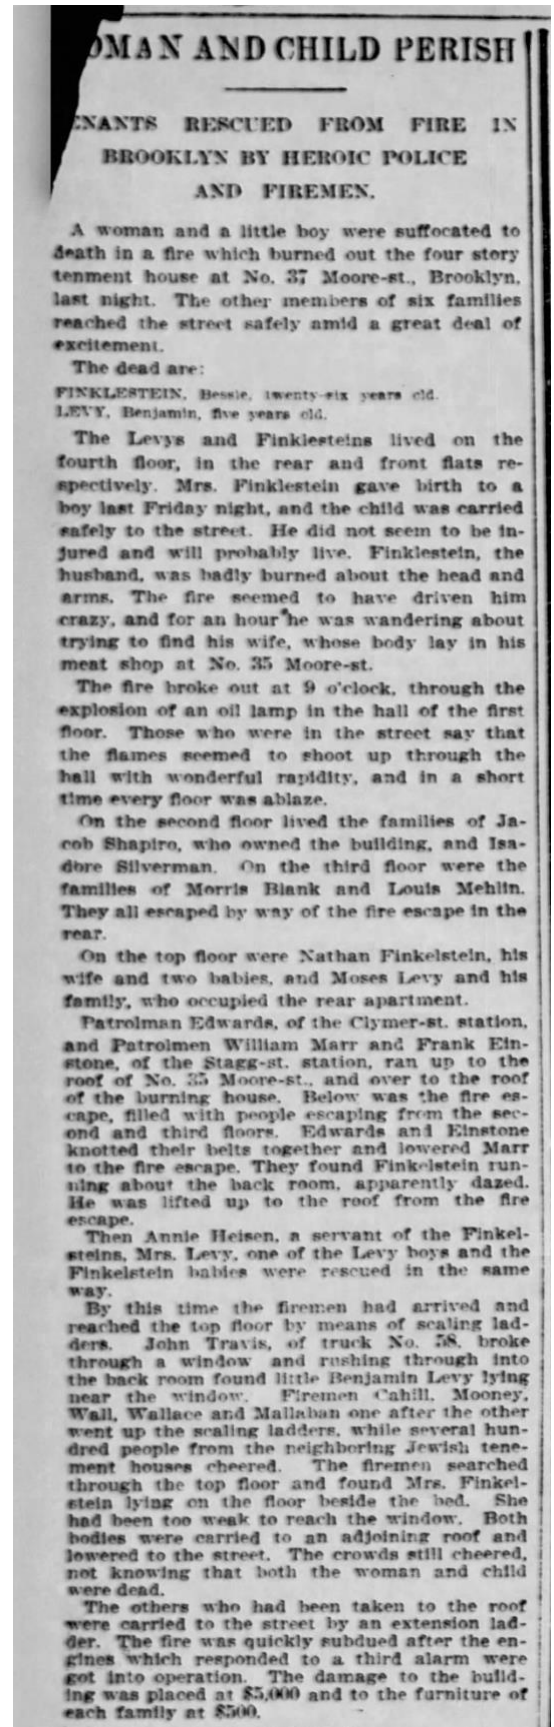 OMAN AND CHILD PERISH
ENANTS RESCUED FROM FIRE IN
BROOKLYN BY HEROIC POLICE
AND FIREMEN.
A woman and a little boy were suffocated to
death in a fire which burned out the four story
tenment house at No. 37 Moore-st., Brooklyn,
last night. The other members of six families
reached the street safely amid a great deal of
excitement.
The dead are:
FINKLESTEIN, Bessie, twenty-six years old.
LEVY, Benjamin, five years old.
The Levys and Finklesteins lived on the
fourth floor, in the rear and front flats re-
spectively. Mrs. Finklestein gave birth to a
boy last Friday night, and the child was carried
safely to the street. He did not seem to be in-
jured and will probably live. Finklestein, the
husband, was badly burned about the head and
arms. The fire seemed to have driven him
crazy, and for an hour he was wandering about
trying to find his wife, whose body lay in his
meat shop at No. 35 Moore-st.
The fire broke out at 9 o'clock, through the
explosion of an oil lamp in the hall of the first
floor. Those who were in the street say that
the flames seemed to shoot up through the
hall with wonderful rapidity, and in a short
time every floor was ablaze.
On the second floor lived the families of Ja-
cob Shapiro, who owned the building, and Isa-
dore Silverman. On the third floor were the
families of Morris Blank and Louis Mehlin.
They all escaped by way of the fire escape in the
rear.
On the top floor were Nathan Finkelstein, his
wife and two babies, and Moses Levy and his
family, who occupied the rear apartment.
Patrolman Edwards, of the Clymer-st. station,
and Patrolmen William Marr and Frank Ein-
stone, of the Stagg-st. station, ran up to the
roof of No. 35 Moore-st., and over to the roof
of the burning house. Below was the fire es-
cape, filled with people escaping from the sec-
ond and third floors. Edwards and Einstone
knotted their belts together and lowered Marr
to the fire escape. They found Finkelstein run-
ning about the back room, apparently dazed.
He was lifted up to the roof from the fire
escape.
Then Annie Heisen, a servant of the Finkel-
steins, Mrs. Levy, one of the Levy boys and the
Finkelstein babies were rescued in the same
way.
By this time the firemen had arrived and
reached the top floor by means of scaling lad-
ders. John Travis, of truck No. 58, broke
through a window and rushing through into
the back room found little Benjamin Levy lying
near the window. Firemen Cahill, Mooney,
Wall, Wallace and Mallaban one after the other
went up the scaling ladders, while several hun-
dred people from the neighboring Jewish tene-
ment houses cheered. The firemen searched
through the top floor and found Mrs. Finkel-
stein lying on the floor beside the bed. She
had been too weak to reach the window. Both
bodies were carried to an adjoining roof and
lowered to the street. The crowds still cheered,
not knowing that both the woman and child
were dead.
The others who had been taken to the roof
were carried to the street by an extension lad-
der. The fire was quickly subdued after the en-
gines which responded to a third alarm were
got into operation. The damage to the build-
ing was placed at $5,000 and to the furniture of
each family at $500.